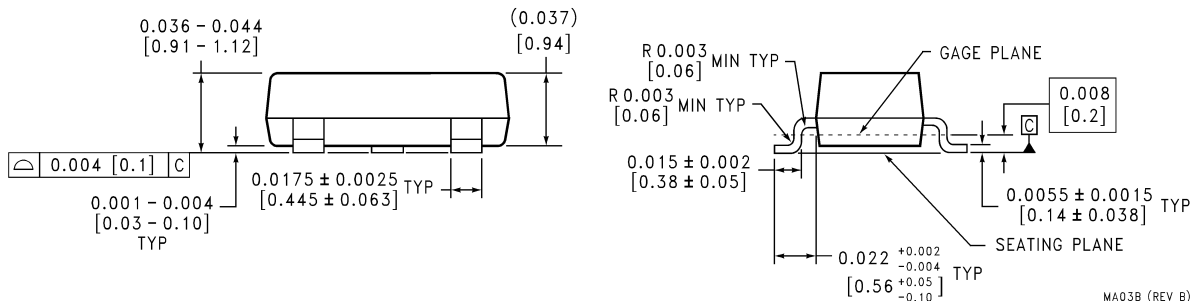 0.036 - 0.044
[0.91 - 1.12]
(0.037)
[0.94]
0.004 [0.1] C
0.001 - 0.004
[0.03 - 0.10]
TYP
0.0175 ± 0.0025
[0.445 ± 0.063] TYP
R 0.003
[0.06] MIN TYP
R 0.003
[0.06] MIN TYP
GAGE PLANE
0.008
[0.2]
C
0.015 ± 0.002
[0.38 ± 0.05]
0.0055 ± 0.0015
[0.14 ± 0.038] TYP
SEATING PLANE
0.022 +0.002 -0.004
[0.56 +0.05 -0.10] TYP
MA03B (REV B)